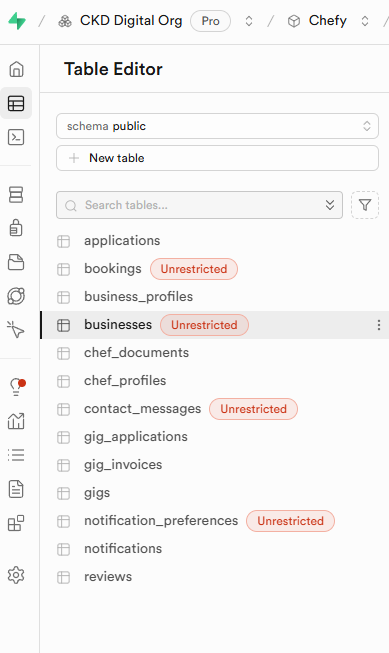 / CKD Digital Org Pro / Chefy /
Table Editor
schema public
New table
Search tables...
applications
bookings Unrestricted
business_profiles
businesses Unrestricted
chef_documents
chef_profiles
contact_messages Unrestricted
gig_applications
gig_invoices
gigs
notification_preferences Unrestricted
notifications
reviews